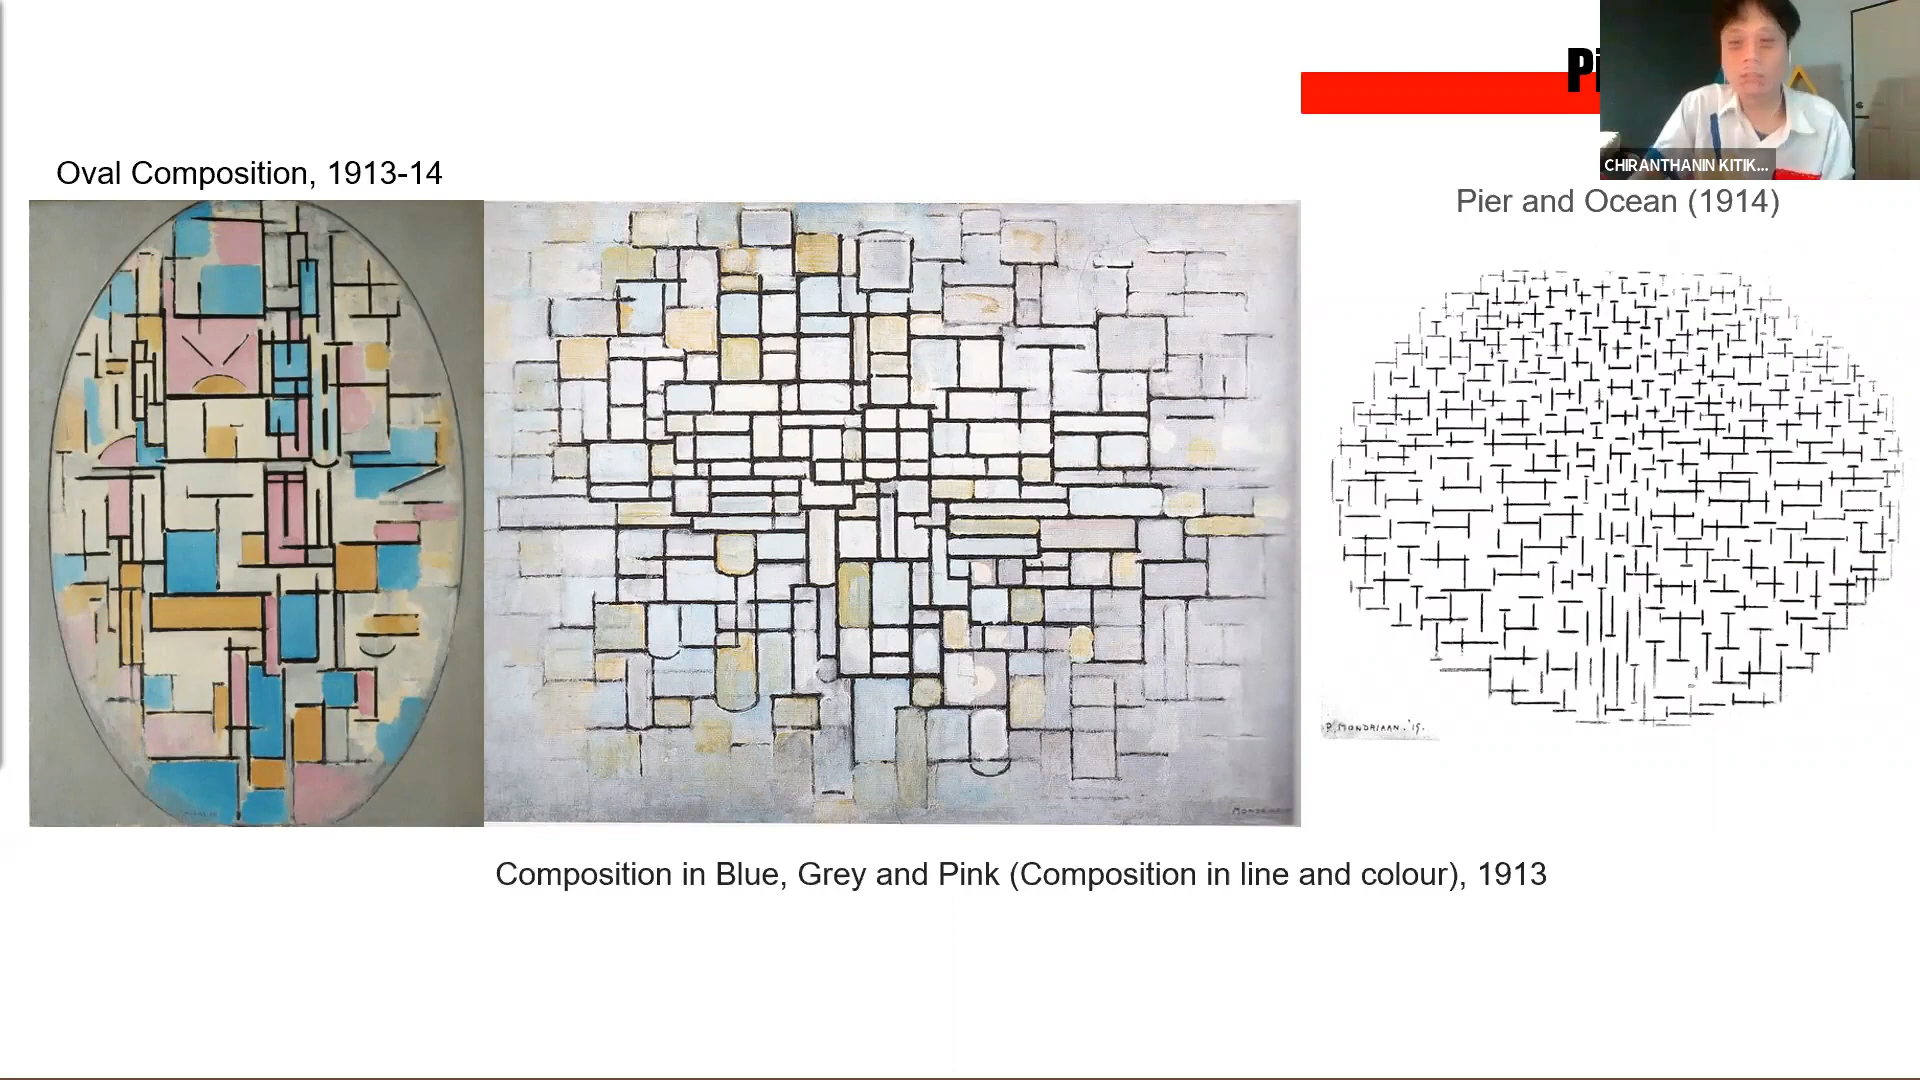 Pi
CHIRANTHANIN KITIK...
Oval Composition, 1913-14
Pier and Ocean (1914)
P. MONDRIAAN. '15.
Composition in Blue, Grey and Pink (Composition in line and colour), 1913